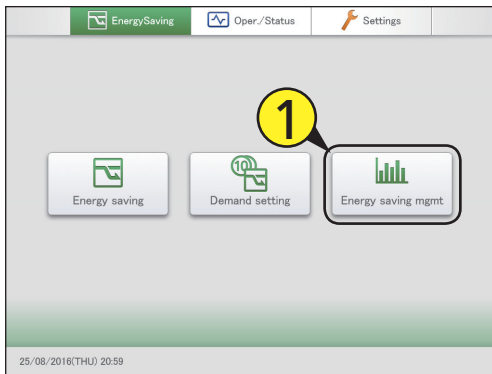 EnergySaving
Oper./Status
Settings
1
10
Energy saving
Demand setting
Energy saving mgmt
25/08/2016(THU) 20:59